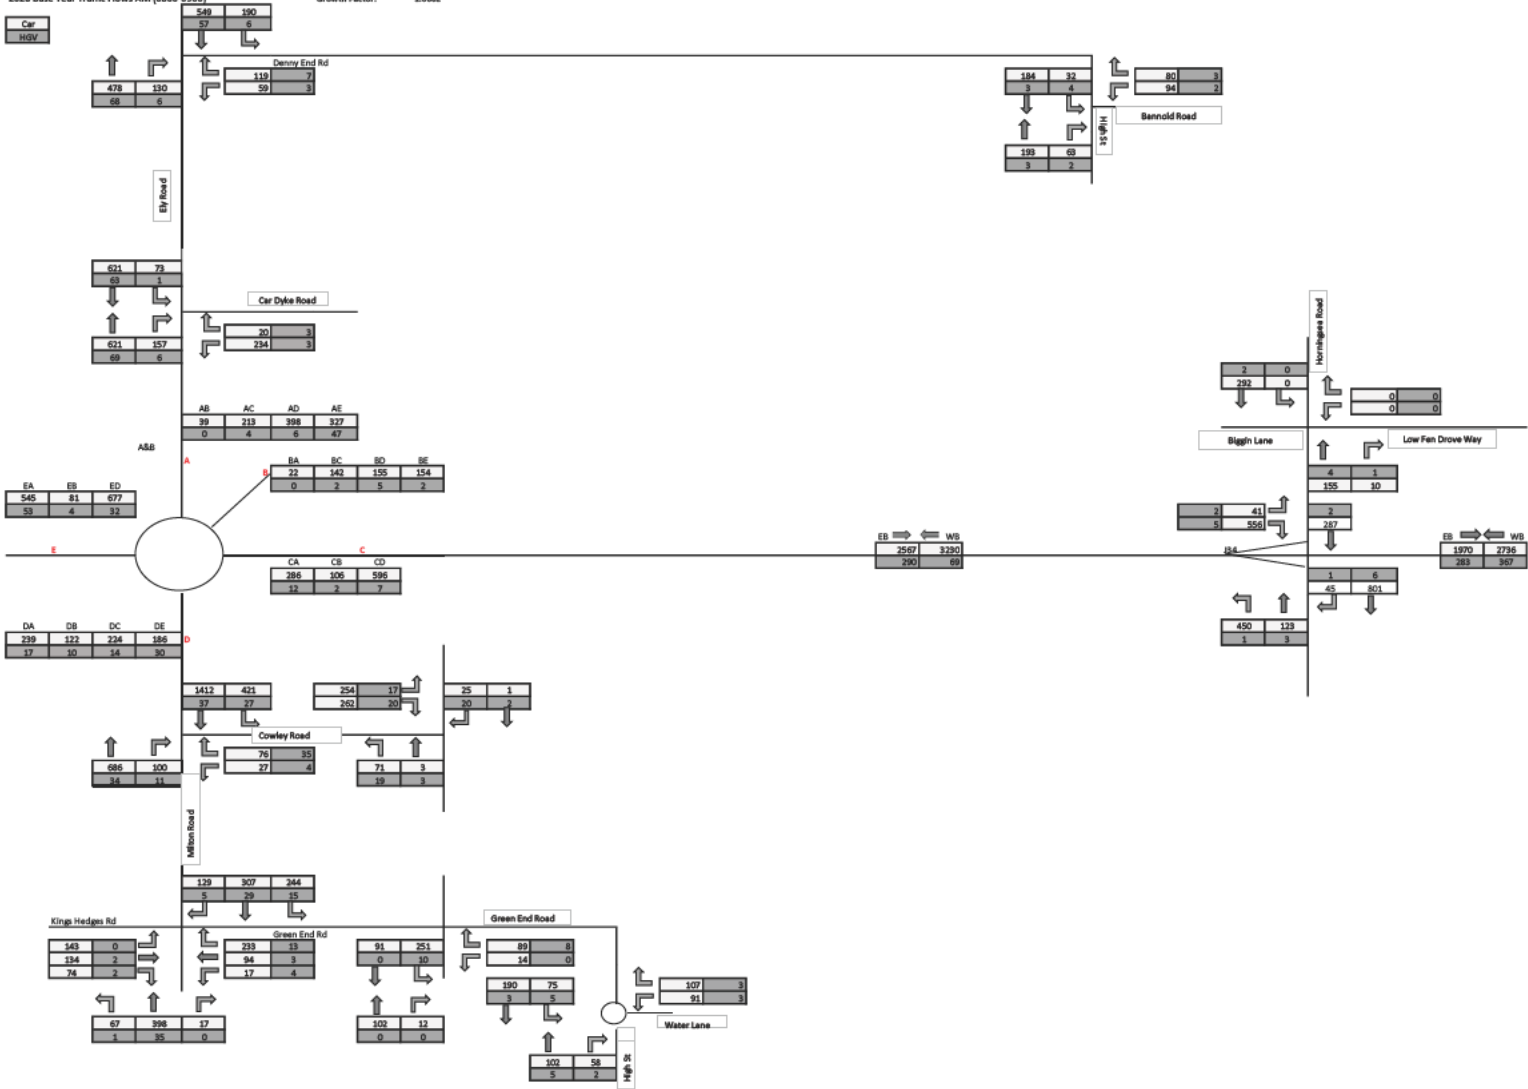 549 190
57 6
Car
HGV
Denny End Rd
119 7
59 3
478 130
68 6
184 32
3 4
80 3
94 2
Bannold Road
High St
193 63
3 2
Ely Road
621 73
63 1
Car Dyke Road
20 3
234 3
621 157
69 6
Horningsea Road
2 0
292 0
0 0
0 0
AB AC AD AE
39 213 398 327
0 4 6 47
A&B
A
Biggin Lane
Low Fen Drove Way
B
BA BC BD BE
22 142 155 154
0 2 5 2
4 1
155 10
EA EB ED
545 81 677
53 4 32
2 41
5 556
2
287
E
C
EB WB
2567 3230
290 69
J34
EB WB
1970 2736
283 367
CA CB CD
286 106 596
12 2 7
1 6
45 801
DA DB DC DE
239 122 224 186
17 10 14 30
D
450 123
1 3
1412 421
37 27
254 17
262 20
25 1
20 2
Cowley Road
76 35
27 4
686 100
34 11
71 3
19 3
Milton Road
129 307 244
5 29 15
Kings Hedges Rd
Green End Road
Green End Rd
143 0
134 2
74 2
233 13
94 3
17 4
91 251
0 10
89 8
14 0
190 75
3 5
107 3
91 3
67 398 17
1 35 0
102 12
0 0
Water Lane
High St
102 58
5 2